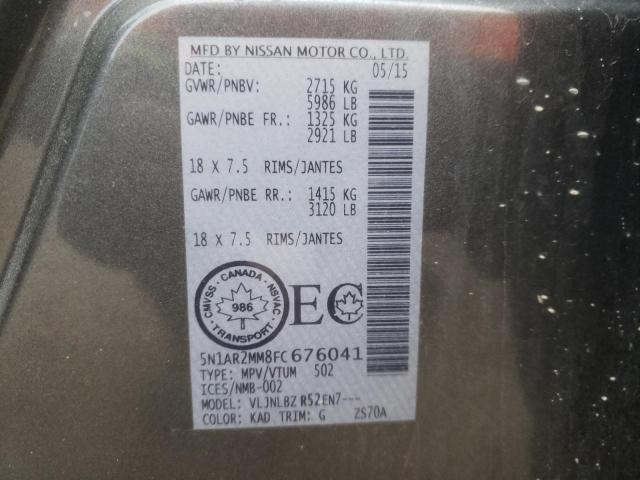 MFD BY NISSAN MOTOR CO., LTD.
DATE: 05/15
GVWR/PNBV: 2715 KG
5986 LB
GAWR/PNBE FR.: 1325 KG
2921 LB
18 X 7.5 RIMS/JANTES
GAWR/PNBE RR.: 1415 KG
3120 LB
18 X 7.5 RIMS/JANTES
CANADA
CMVSS 986 NSVAC
TRANSPORT
EC
5N1AR2MM8FC676041
TYPE: MPV/VTUM 502
ICES/NMB-002
MODEL: VLJNLBZ R52EN7---
COLOR: KAD TRIM: G ZS70A